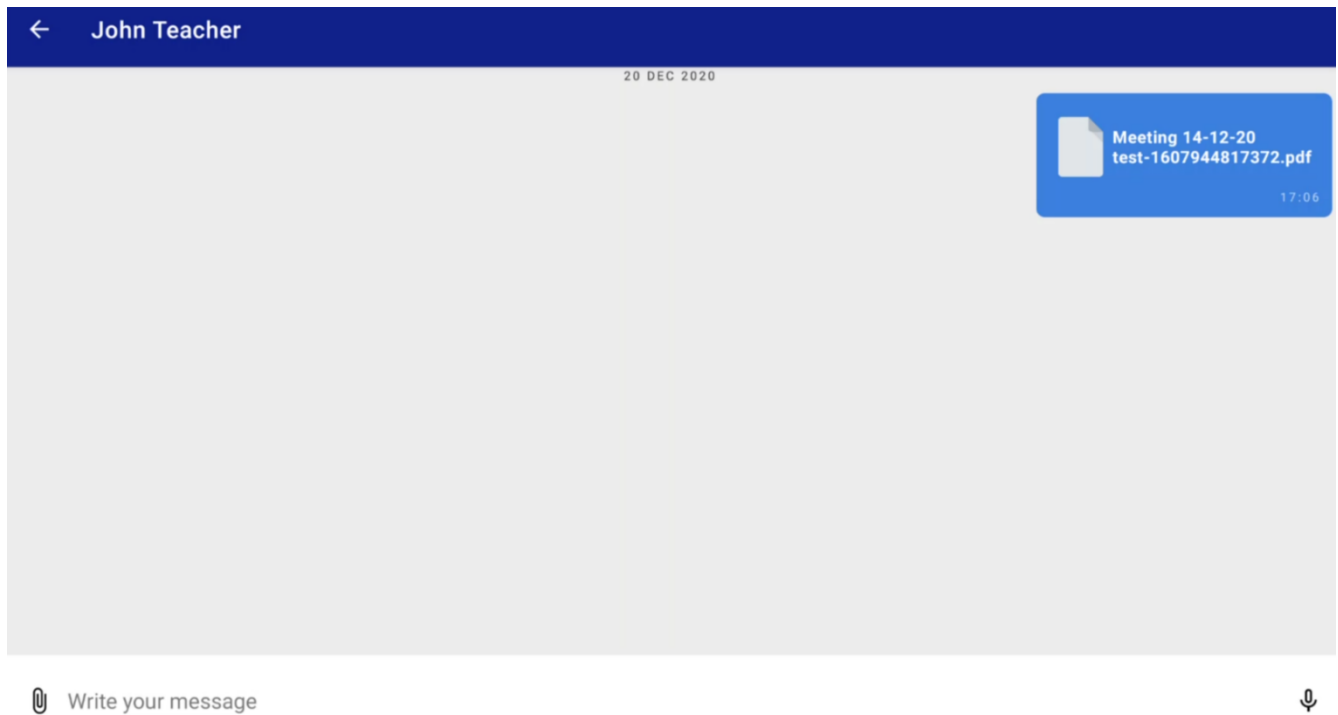 John Teacher
20 DEC 2020
Meeting 14-12-20
test-1607944817372.pdf
17:06
Write your message